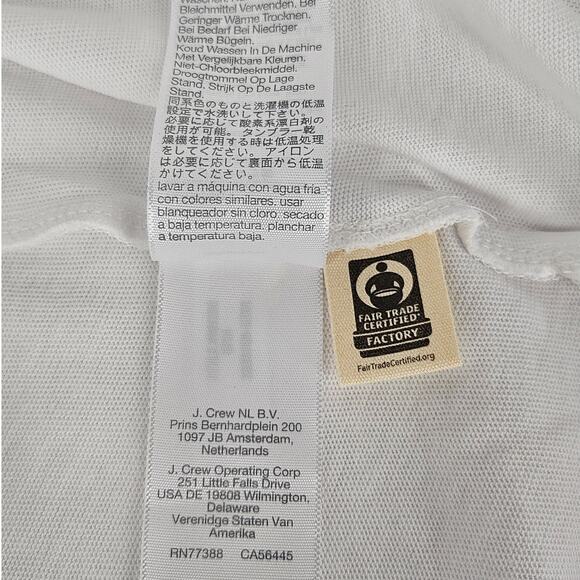 Bleichmittel Verwenden. Bei
Geringer Wärme Trocknen.
Bei Bedarf Bei Niedriger
Wärme Bügeln.
Koud Wassen In De Machine
Met Vergelijkbare Kleuren.
Niet-Chloorbleekmiddel.
Droogtrommel Op Lage
Stand, Strijk Op De Laagste
Stand.
同系色のものと洗濯機の低温
設定で水洗いして下さい。
必要に応じて酸素系漂白剤の
使用が可能。タンブラー乾
燥機を使用する時は低温処理
をしてください。アイロン
は必要に応じて裏面から低温
かけてください。
lavar a máquina con agua fría
con colores similares. usar
blanqueador sin cloro. secado
a baja temperatura. planchar
a temperatura baja.
FAIR TRADE
CERTIFIED
FACTORY
FairTradeCertified.org
J. Crew NL B.V.
Prins Bernhardplein 200
1097 JB Amsterdam,
Netherlands
J. Crew Operating Corp
251 Little Falls Drive
USA DE 19808 Wilmington,
Delaware
Verenidge Staten Van
Amerika
RN77388 CA56445